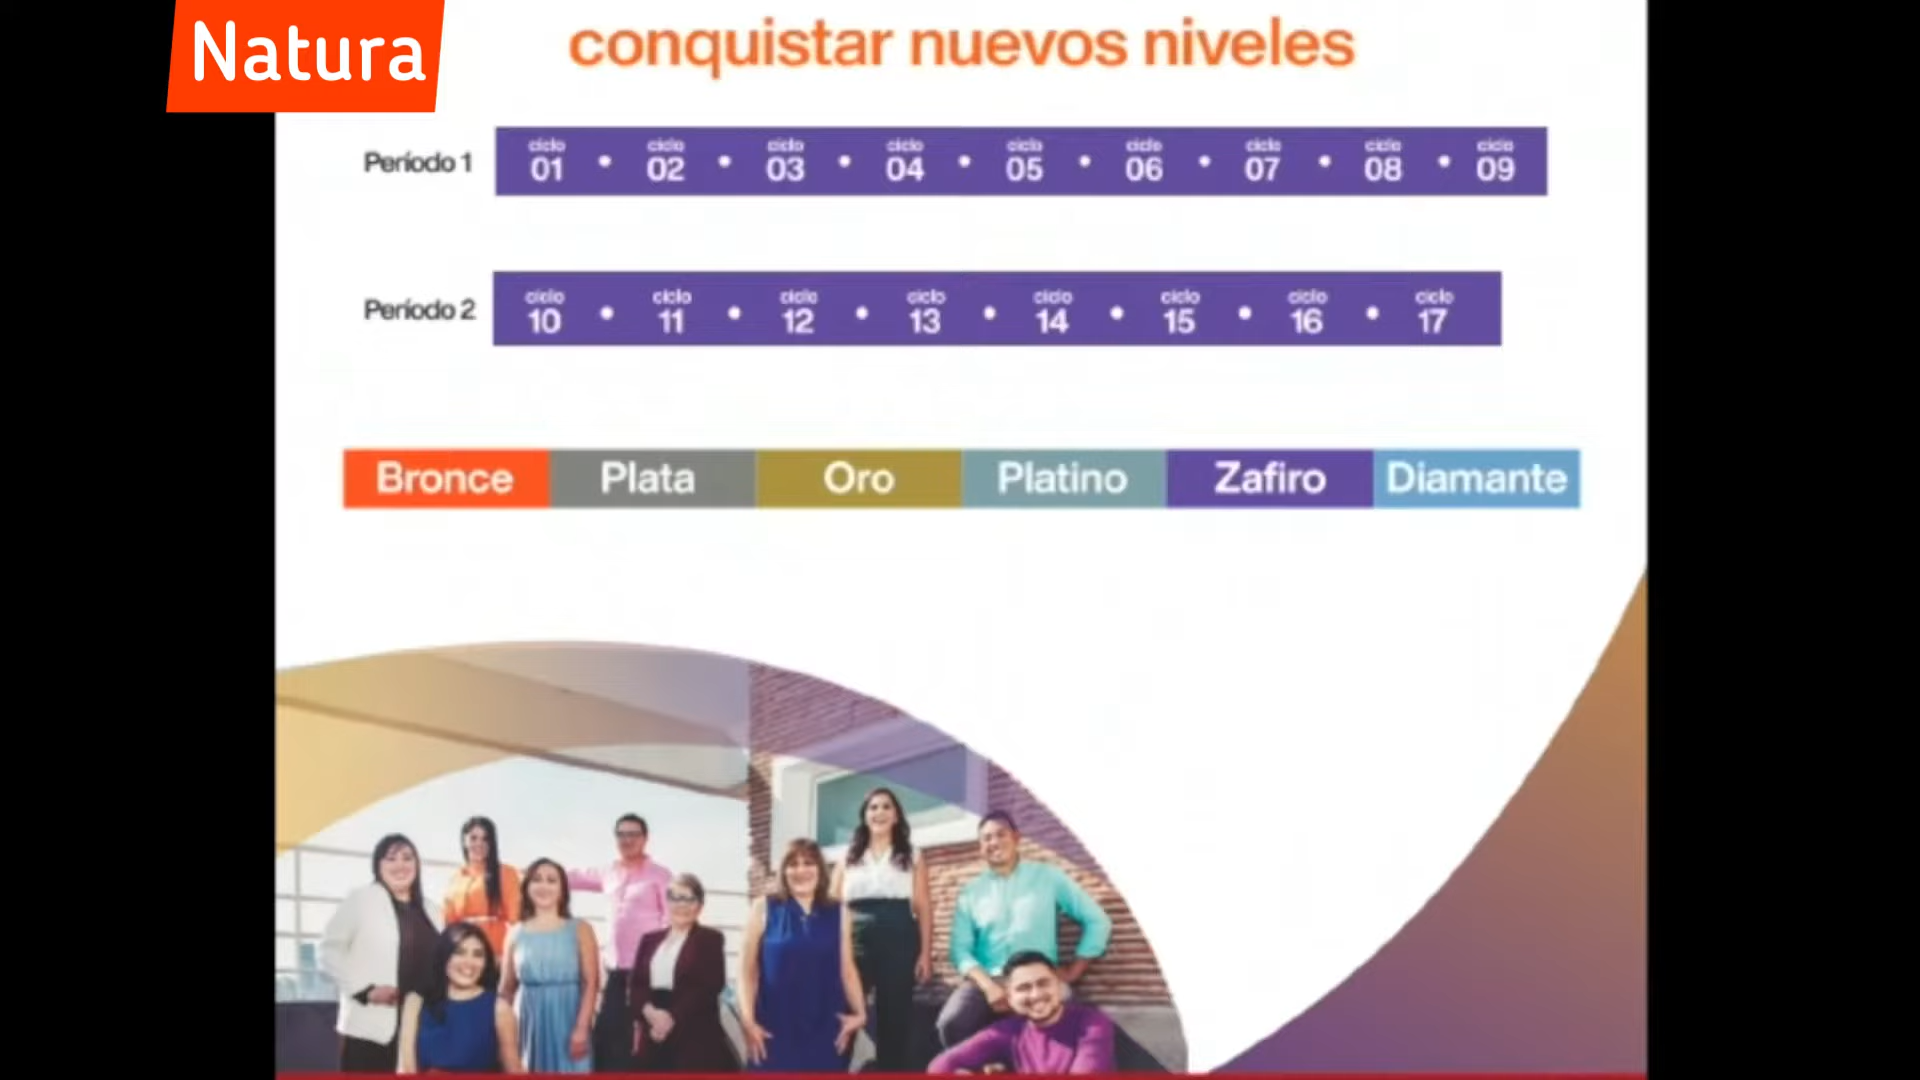 Natura
conquistar nuevos niveles
Período 1
ciclo 01 • ciclo 02 • ciclo 03 • ciclo 04 • ciclo 05 • ciclo 06 • ciclo 07 • ciclo 08 • ciclo 09
Período 2
ciclo 10 • ciclo 11 • ciclo 12 • ciclo 13 • ciclo 14 • ciclo 15 • ciclo 16 • ciclo 17
Bronce Plata Oro Platino Zafiro Diamante